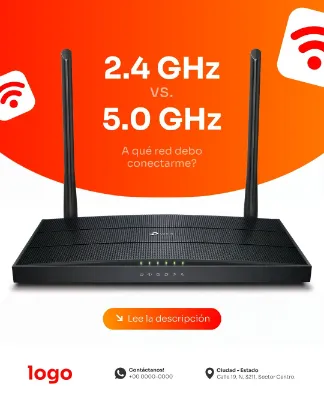 2.4 GHz
vs.
5.0 GHz
A qué red debo
conectarme?
Lee la descripción
logo
Contáctanos!
+00 0000-0000
Ciudad - Estado
Calle 19, N. 3211. Sector Centro.